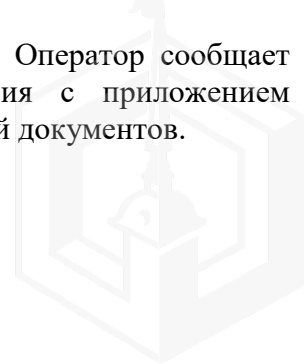 Оператор сообщает
ия с приложением
й документов.